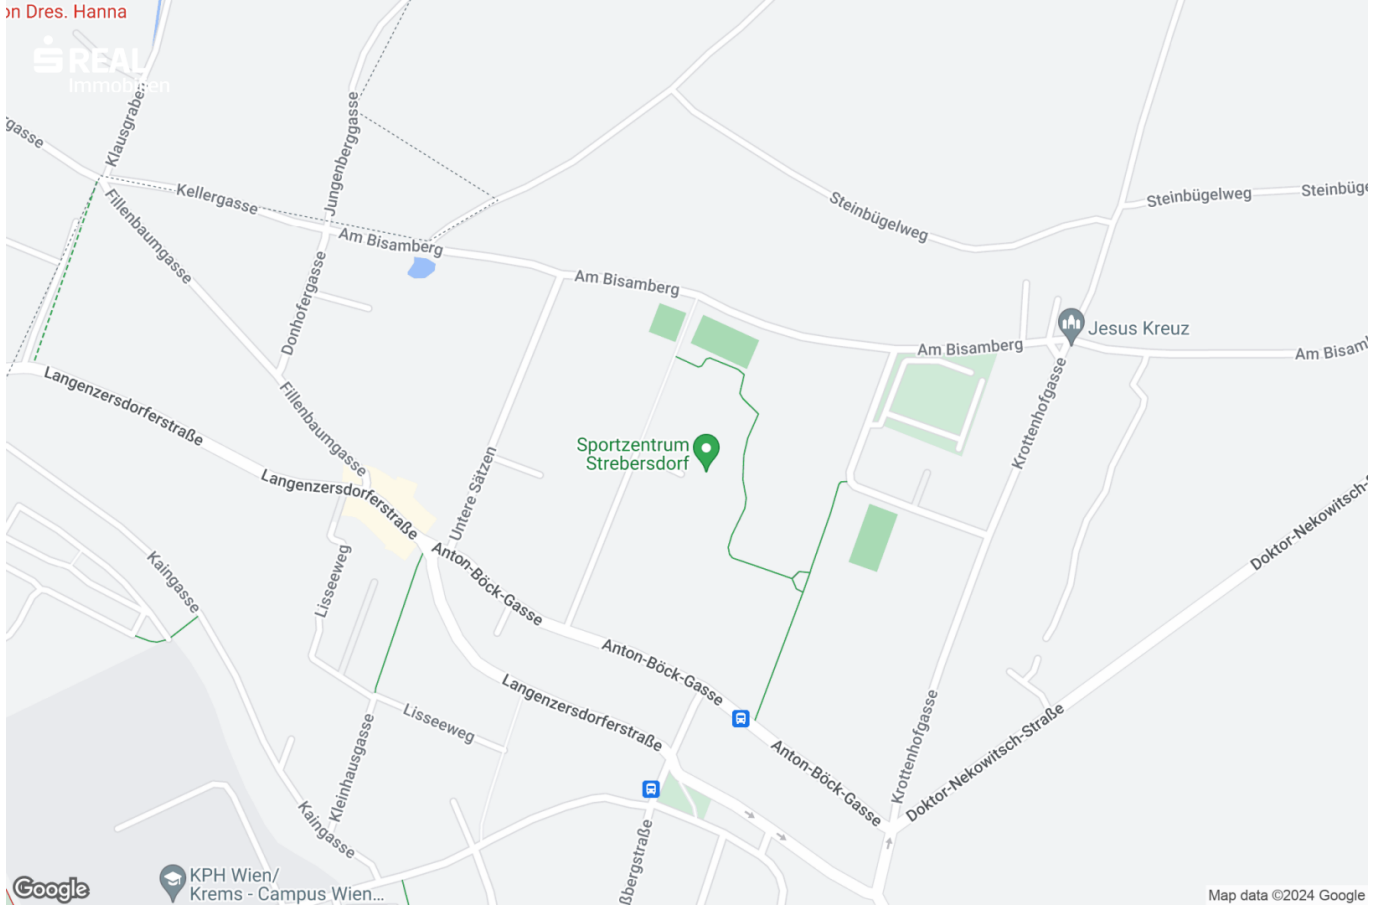 on Dres. Hanna
S REAL
Immobilien
gasse
Klausgraben
Jungenberggasse
Kellergasse
Fillenbaumgasse
Am Bisamberg
Donhofergasse
Am Bisamberg
Steinbügelweg
Steinbügelweg
Steinbüge
Jesus Kreuz
Am Bisamberg
Am Bisam
Langenzersdorferstraße
Fillenbaumgasse
Krottenhofgasse
Sportzentrum
Strebersdorf
Langenzersdorferstraße
Untere Sätzen
Doktor-Nekowitsch-S
Kaingasse
Lisseeweg
Anton-Böck-Gasse
Anton-Böck-Gasse
Langenzersdorferstraße
Lisseeweg
Kleinhausgasse
Krottenhofgasse
Doktor-Nekowitsch-Straße
Anton-Böck-Gasse
Kaingasse
ßbergstraße
KPH Wien/
Krems - Campus Wien...
Google
Map data ©2024 Google